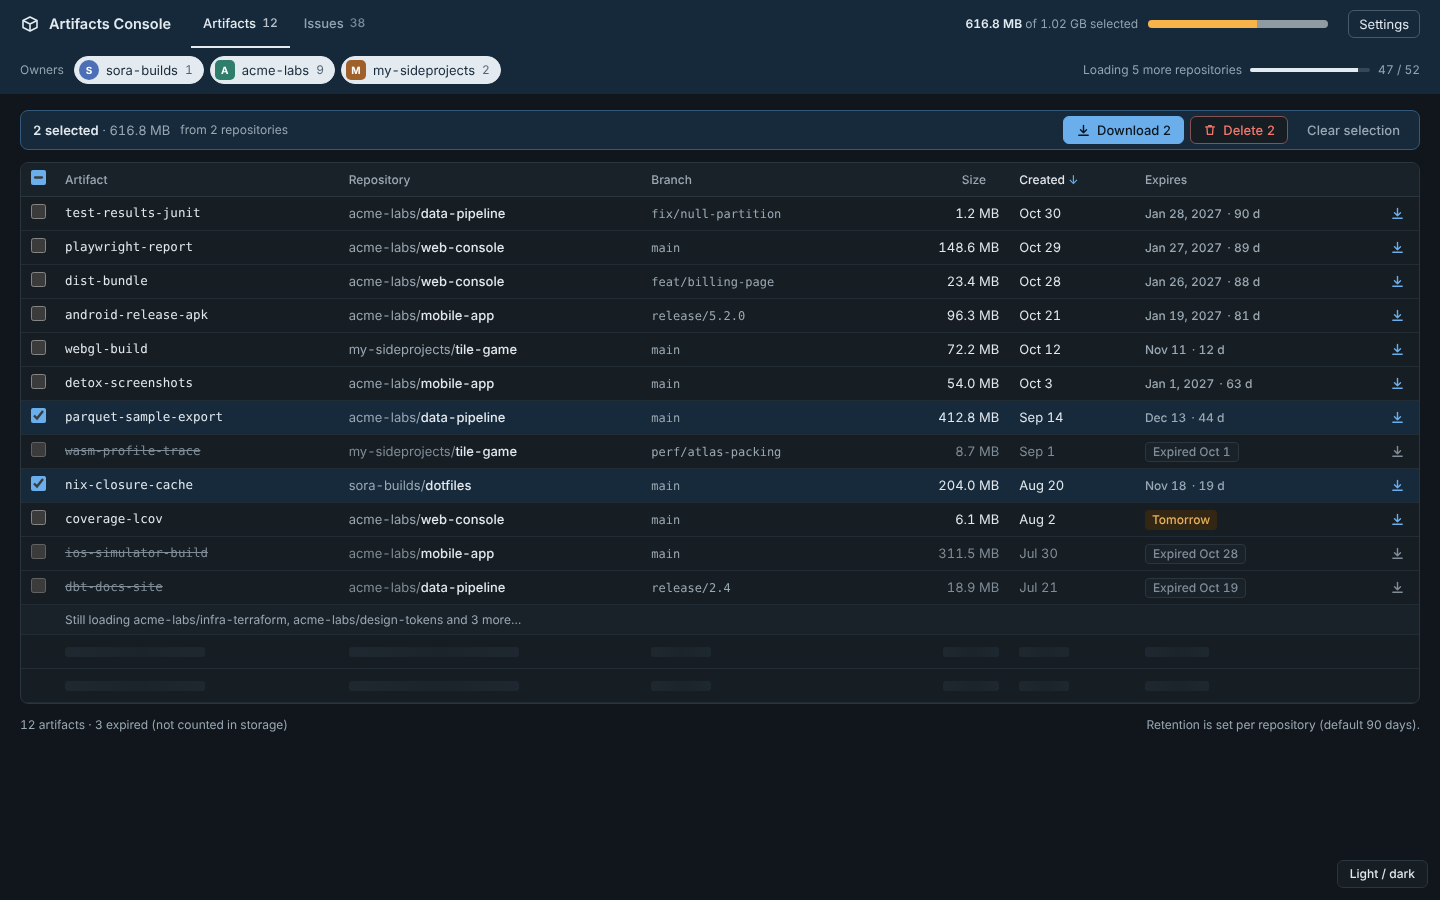 Artifacts Console Artifacts 12 Issues 38 616.8 MB of 1.02 GB selected Settings
Owners S sora-builds 1 A acme-labs 9 M my-sideprojects 2 Loading 5 more repositories 47 / 52
2 selected · 616.8 MB from 2 repositories Download 2 Delete 2 Clear selection
Artifact Repository Branch Size Created ↓ Expires
test-results-junit acme-labs/data-pipeline fix/null-partition 1.2 MB Oct 30 Jan 28, 2027 · 90 d
playwright-report acme-labs/web-console main 148.6 MB Oct 29 Jan 27, 2027 · 89 d
dist-bundle acme-labs/web-console feat/billing-page 23.4 MB Oct 28 Jan 26, 2027 · 88 d
android-release-apk acme-labs/mobile-app release/5.2.0 96.3 MB Oct 21 Jan 19, 2027 · 81 d
webgl-build my-sideprojects/tile-game main 72.2 MB Oct 12 Nov 11 · 12 d
detox-screenshots acme-labs/mobile-app main 54.0 MB Oct 3 Jan 1, 2027 · 63 d
parquet-sample-export acme-labs/data-pipeline main 412.8 MB Sep 14 Dec 13 · 44 d
wasm-profile-trace my-sideprojects/tile-game perf/atlas-packing 8.7 MB Sep 1 Expired Oct 1
nix-closure-cache sora-builds/dotfiles main 204.0 MB Aug 20 Nov 18 · 19 d
coverage-lcov acme-labs/web-console main 6.1 MB Aug 2 Tomorrow
ios-simulator-build acme-labs/mobile-app main 311.5 MB Jul 30 Expired Oct 28
dbt-docs-site acme-labs/data-pipeline release/2.4 18.9 MB Jul 21 Expired Oct 19
Still loading acme-labs/infra-terraform, acme-labs/design-tokens and 3 more...
12 artifacts · 3 expired (not counted in storage) Retention is set per repository (default 90 days).
Light / dark